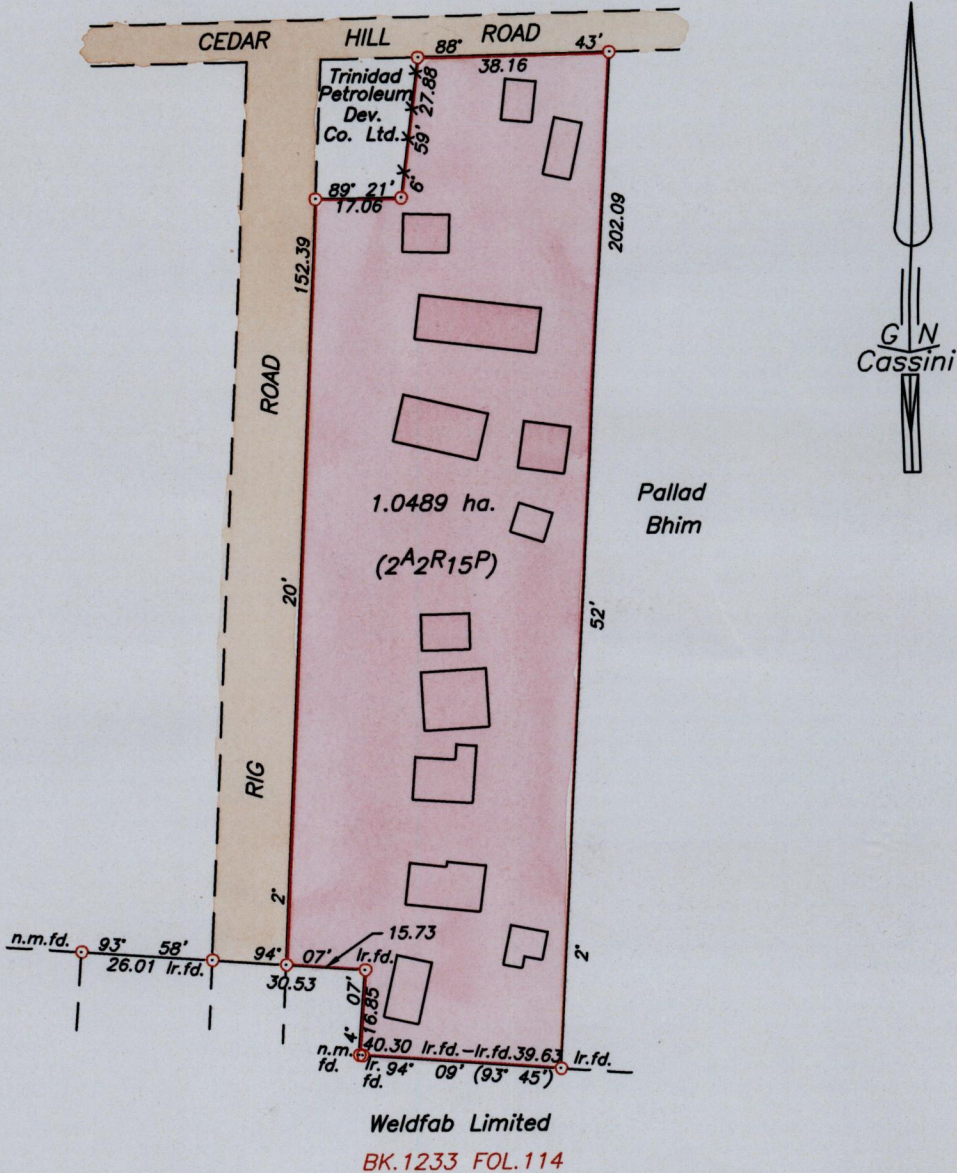 CEDAR HILL ROAD
88° 43'
38.16
Trinidad
Petroleum
Dev.
Co. Ltd.
6° 59' 27.88
89° 21'
17.06
152.39
202.09
G N
Cassini
ROAD
Pallad
Bhim
1.0489 ha.
(2A2R15P)
20'
52'
RIG
2°
2°
n.m.fd.
93° 58'
26.01 Ir.fd.
94° 07'
15.73
30.53
Ir.fd.
4° 07'
16.85
n.m.
fd.
Ir.
fd.
40.30 Ir.fd.-Ir.fd.39.63 Ir.fd.
94° 09' (93° 45')
Weldfab Limited
BK.1233 FOL.114